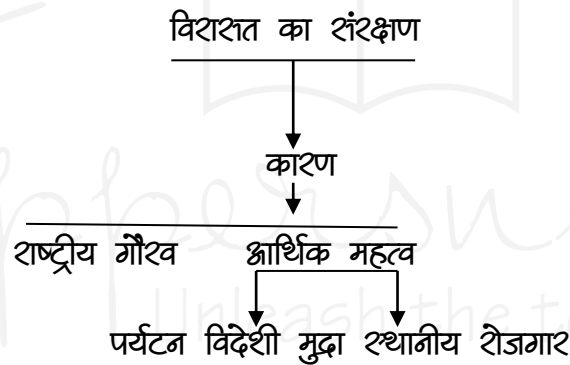 विरासत का संरक्षण
कारण
राष्ट्रीय गौरव आर्थिक महत्व
पर्यटन विदेशी मुद्रा स्थानीय रोजगार